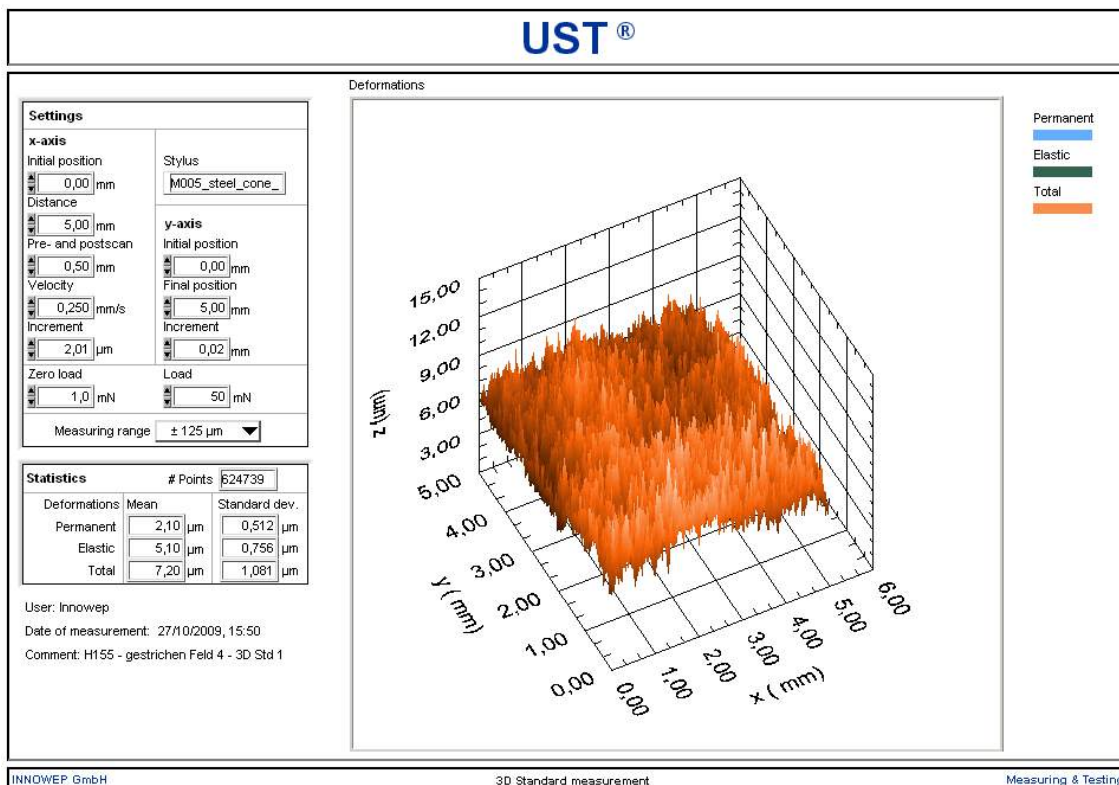 UST ®
Deformations
Settings
x-axis
Initial position
0,00 mm
Distance
5,00 mm
Pre- and postscan
0,50 mm
Velocity
0,250 mm/s
Increment
2,01 µm
Zero load
1,0 mN
Stylus
M005_steel_cone_
y-axis
Initial position
0,00 mm
Final position
5,00 mm
Increment
0,02 mm
Load
50 mN
Measuring range ± 125 µm
Statistics # Points 624739
Deformations Mean Standard dev.
Permanent 2,10 µm 0,512 µm
Elastic 5,10 µm 0,756 µm
Total 7,20 µm 1,081 µm
User: Innowep
Date of measurement: 27/10/2009, 15:50
Comment: H155 - gestrichen Feld 4 - 3D Std 1
15,00
12,00
9,00
6,00
3,00
z (µm)
5,00
4,00
3,00
2,00
1,00
0,00
y ( mm)
0,00
1,00
2,00
3,00
4,00
5,00
6,00
x ( mm)
Permanent
Elastic
Total
INNOWEP GmbH
3D Standard measurement
Measuring & Testing